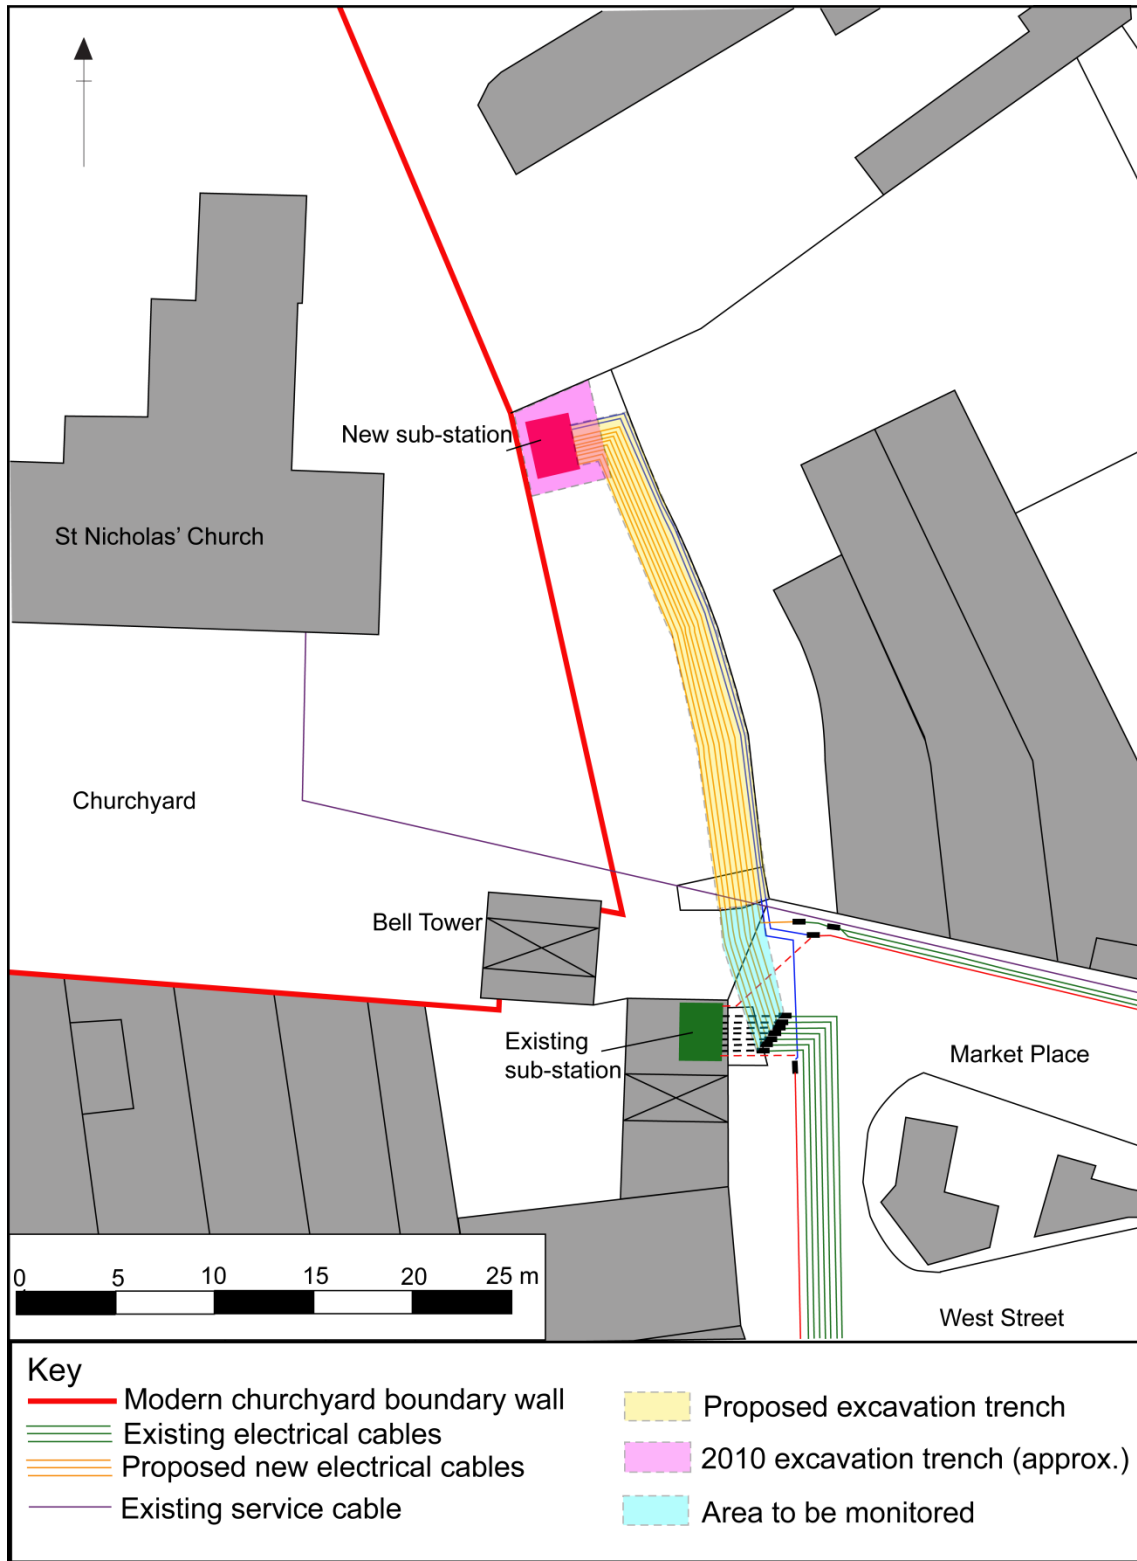 New sub-station
St Nicholas' Church
Churchyard
Bell Tower
Existing
sub-station
Market Place
West Street
0 5 10 15 20 25 m
Key
Modern churchyard boundary wall
Existing electrical cables
Proposed new electrical cables
Existing service cable
Proposed excavation trench
2010 excavation trench (approx.)
Area to be monitored